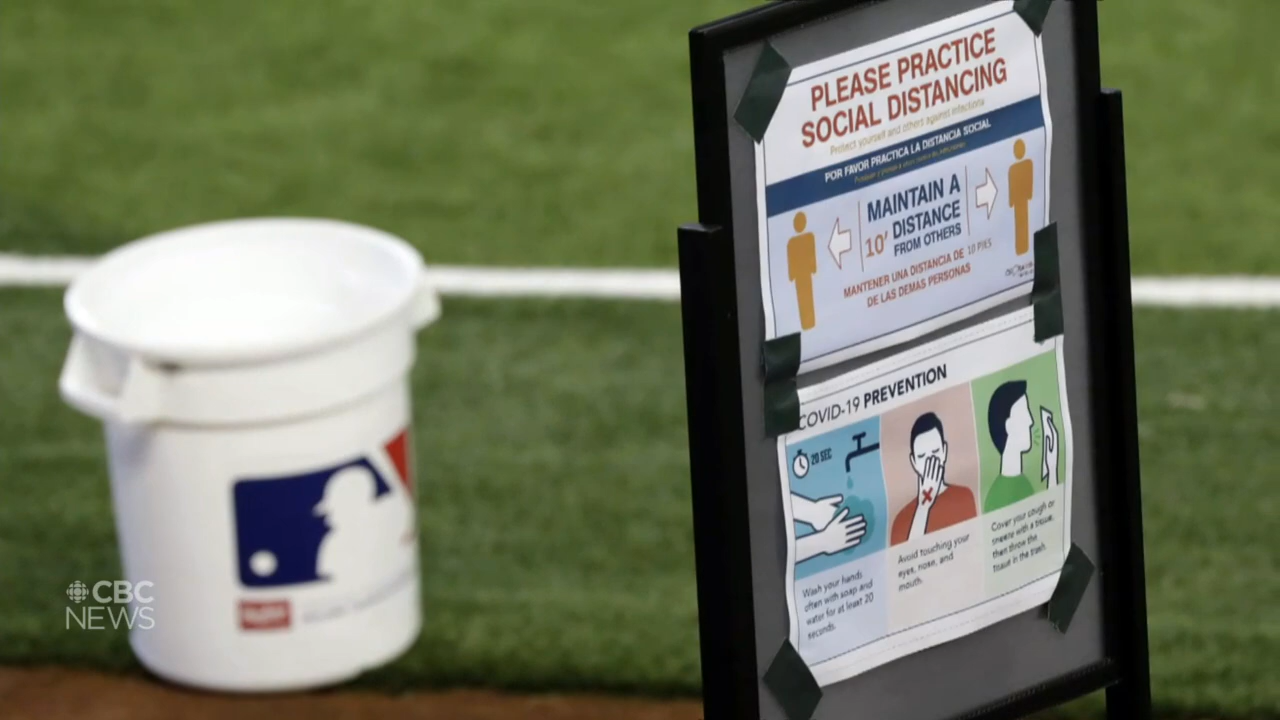 PLEASE PRACTICE
SOCIAL DISTANCING
Protect yourself and others against infections
POR FAVOR PRACTICA LA DISTANCIA SOCIAL
MAINTAIN A
10' DISTANCE
FROM OTHERS
MANTENER UNA DISTANCIA DE 10 PIES
DE LAS DEMAS PERSONAS
COVID-19 PREVENTION
20 SEC
Wash your hands
often with soap and
water for at least 20
seconds.
Avoid touching your
eyes, nose, and
mouth.
Cover your cough or
sneeze with a tissue,
then throw the
tissue in the trash.
CBC
NEWS